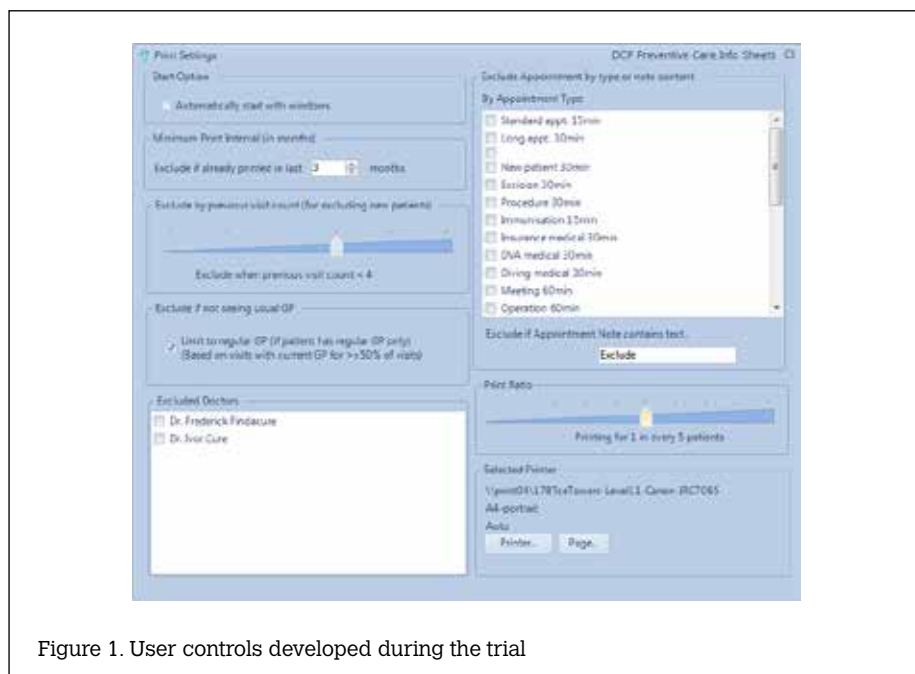 Print Settings
DCF Preventive Care Info Sheets
Start Option
Automatically start with windows
Minimum Print Interval (in months)
Exclude if already printed in last 3 months
Exclude by previous visit count (for excluding new patients)
Exclude when previous visit count < 4
Exclude if not seeing usual GP
Limit to regular GP (if patient has regular GP only)
(Based on visits with current GP for >=50% of visits)
Excluded Doctors
Dr. Frederick Findacure
Dr. Ivor Cure
Exclude Appointment by type or note content
By Appointment Type
Standard appt. 15min
Long appt. 30min
New patient 30min
Excision 30min
Procedure 30min
Immunisation 15min
Insurance medical 30min
DVA medical 30min
Diving medical 30min
Meeting 60min
Operation 60min
Exclude if Appointment Note contains text..
Exclude
Print Ratio
Printing for 1 in every 5 patients
Selected Printer
A4-portrait
Auto
Printer..
Page..
Figure 1. User controls developed during the trial